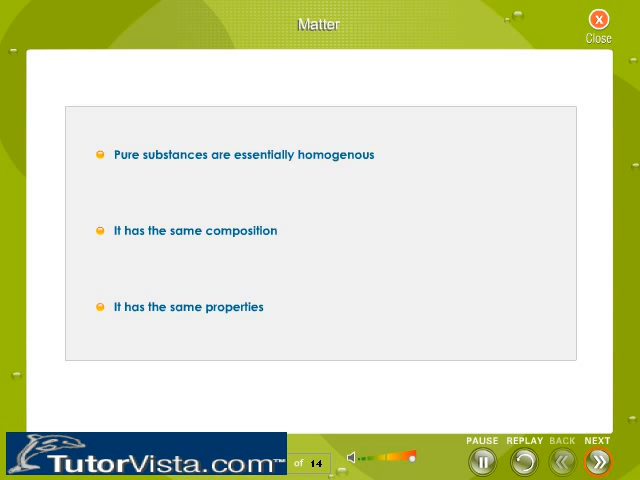 Matter
Close
Pure substances are essentially homogenous
It has the same composition
It has the same properties
PAUSE REPLAY BACK NEXT
TutorVista.com™ of 14